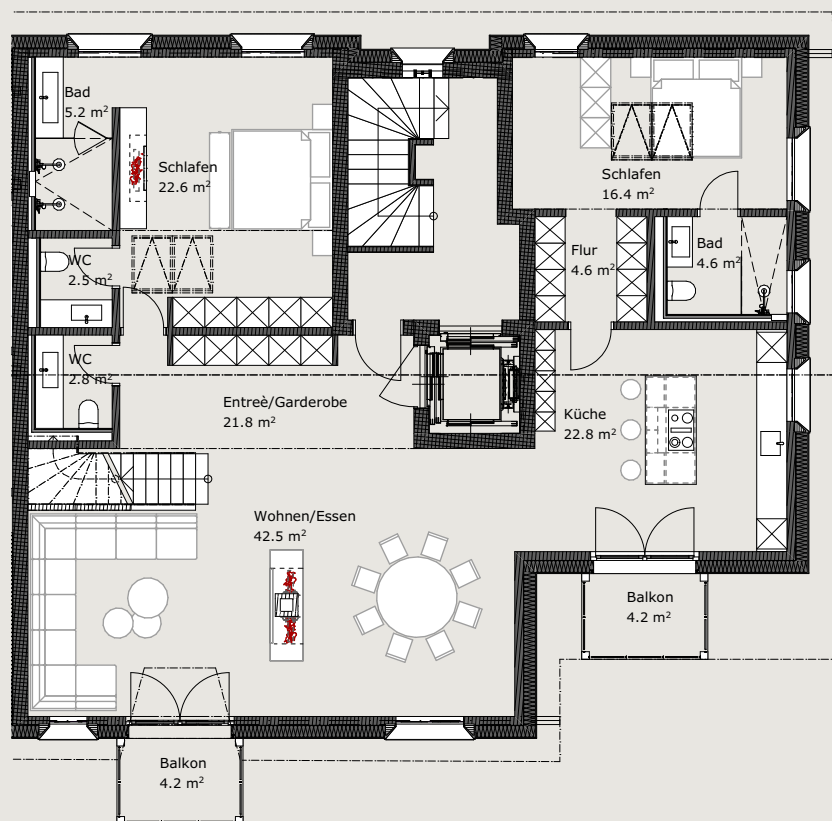 Bad
5.2 m²
Schlafen
22.6 m²
Schlafen
16.4 m²
WC
2.5 m²
Flur
4.6 m²
Bad
4.6 m²
WC
2.8 m²
Entreè/Garderobe
21.8 m²
Küche
22.8 m²
Wohnen/Essen
42.5 m²
Balkon
4.2 m²
Balkon
4.2 m²